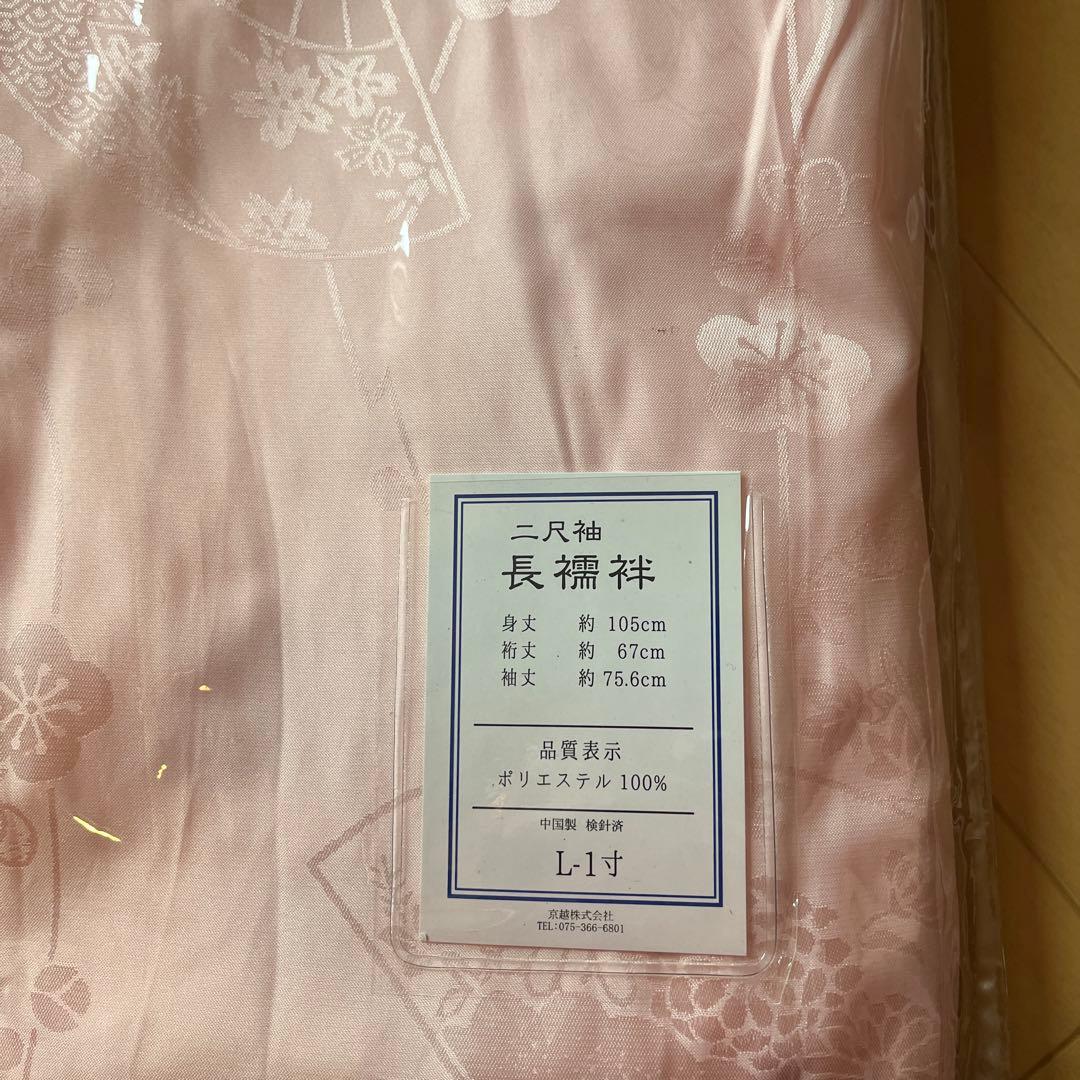 二尺袖
長襦袢
身丈 約 105cm
裄丈 約 67cm
袖丈 約 75.6cm
品質表示
ポリエステル 100%
中国製 検針済
L-1寸
京越株式会社
TEL:075-366-6801